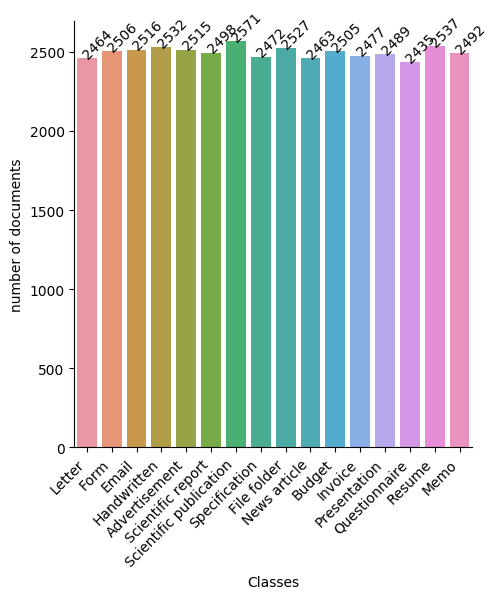 2464
2506
2516
2532
2515
2498
2571
2472
2527
2463
2505
2477
2489
2435
2537
2492
2500
2000
1500
1000
500
0
number of documents
Letter
Form
Email
Handwritten
Advertisement
Scientific report
Scientific publication
Specification
File folder
News article
Budget
Invoice
Presentation
Questionnaire
Resume
Memo
Classes